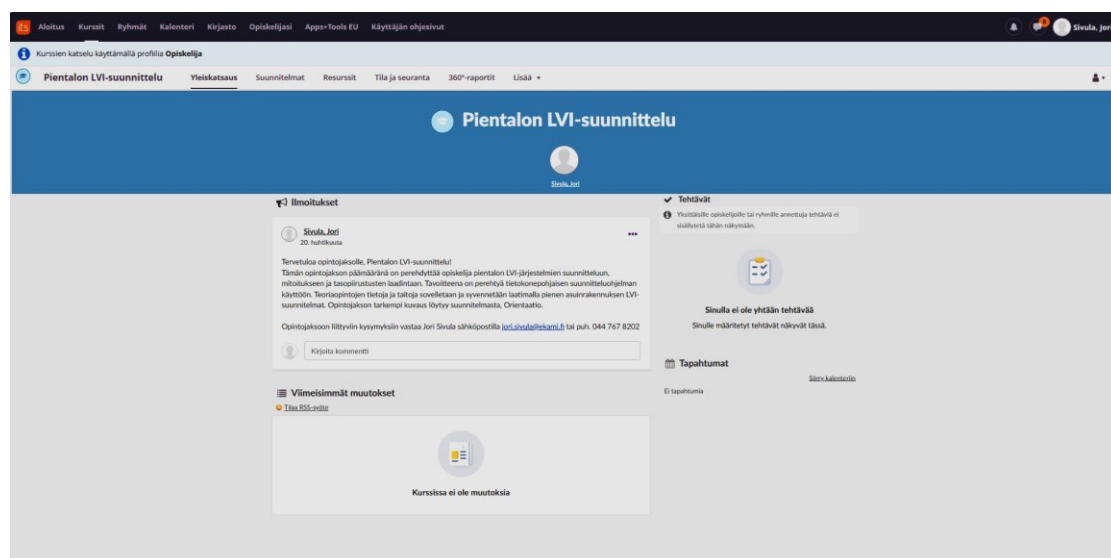 its Aloitus Kurssit Ryhmät Kalenteri Kirjasto Opiskelijasi Apps+Tools EU Käyttäjän ohjesivut Sivula, Jori
Kurssien katselu käyttämällä profiilia Opiskelija
Pientalon LVI-suunnittelu Yleiskatsaus Suunnitelmat Resurssit Tila ja seuranta 360°-raportit Lisää
Pientalon LVI-suunnittelu
Sivula, Jori
Ilmoitukset
Sivula, Jori
20. huhtikuuta
Tervetuloa opintojaksolle, Pientalon LVI-suunnittelu!
Tämän opintojakson päämääränä on perehdyttää opiskelija pientalon LVI-järjestelmien suunnitteluun,
mitoitukseen ja tasopiirustusten laadintaan. Tavoitteena on perehtyä tietokonepohjaisen suunnitteluohjelman
käyttöön. Teoriaopintojen tietoja ja taitoja sovelletaan ja syvennetään laatimalla pienen asuinrakennuksen LVI-
suunnitelmat. Opintojakson tarkempi kuvaus löytyy suunnitelmasta, Orientaatio.
Opintojaksoon liittyviin kysymyksiin vastaa Jori Sivula sähköpostilla jori.sivula@ekami.fi tai puh. 044 767 8202
Kirjoita kommentti
Viimeisimmät muutokset
Tilaa RSS-syöte
Kurssissa ei ole muutoksia
Tehtävät
Yksittäisille opiskelijoille tai ryhmille annettuja tehtäviä ei
sisällytetä tähän näkymään.
Sinulla ei ole yhtään tehtävää
Sinulle määritetyt tehtävät näkyvät tässä.
Tapahtumat
Siirry kalenteriin
Ei tapahtumia